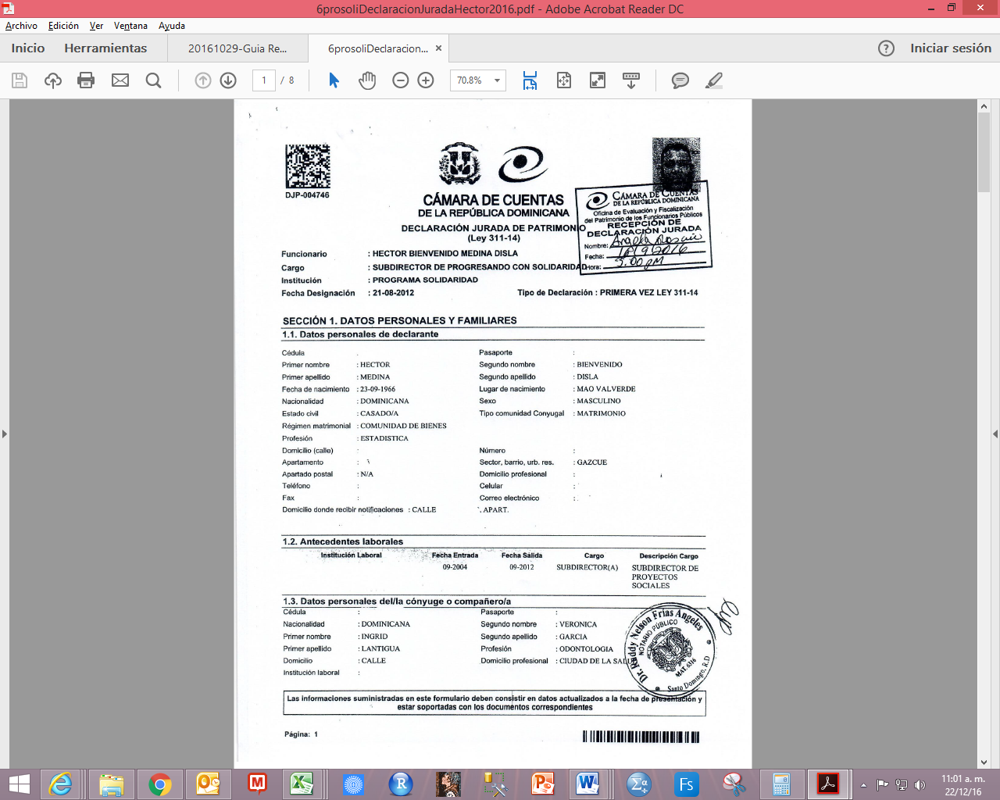 6prosoliDeclaracionJuradaHector2016.pdf - Adobe Acrobat Reader DC
Archivo Edición Ver Ventana Ayuda
Inicio Herramientas 20161029-Guia Re... 6prosoliDeclaracion... × Iniciar sesión
1 / 8 70.8%
DJP-004746
CÁMARA DE CUENTAS
DE LA REPÚBLICA DOMINICANA
DECLARACIÓN JURADA DE PATRIMONIO
(Ley 311-14)
CÁMARA DE CUENTAS
DE LA REPÚBLICA DOMINICANA
Oficina de Evaluación y Fiscalización
del Patrimonio de los Funcionarios Públicos
RECEPCIÓN DE
DECLARACIÓN JURADA
Nombre: Angela Rosario
Fecha: 19/2016
Hora: 3:00 PM
Funcionario : HECTOR BIENVENIDO MEDINA DISLA
Cargo : SUBDIRECTOR DE PROGRESANDO CON SOLIDARIDAD
Institución : PROGRAMA SOLIDARIDAD
Fecha Designación : 21-08-2012 Tipo de Declaración : PRIMERA VEZ LEY 311-14
SECCIÓN 1. DATOS PERSONALES Y FAMILIARES
1.1. Datos personales de declarante
Cédula Pasaporte :
Primer nombre : HECTOR Segundo nombre : BIENVENIDO
Primer apellido : MEDINA Segundo apellido : DISLA
Fecha de nacimiento : 23-09-1966 Lugar de nacimiento : MAO VALVERDE
Nacionalidad : DOMINICANA Sexo : MASCULINO
Estado civil : CASADO/A Tipo comunidad Conyugal : MATRIMONIO
Régimen matrimonial : COMUNIDAD DE BIENES
Profesión : ESTADISTICA
Domicilio (calle) : Número :
Apartamento : Sector, barrio, urb. res. : GAZCUE
Apartado postal : N/A Domicilio profesional :
Teléfono : Celular :
Fax : Correo electrónico :
Domicilio donde recibir notificaciones : CALLE , APART.
1.2. Antecedentes laborales
Institución Laboral Fecha Entrada Fecha Sálida Cargo Descripción Cargo
09-2004 09-2012 SUBDIRECTOR(A) SUBDIRECTOR DE
PROYECTOS
SOCIALES
1.3. Datos personales del/la cónyuge o compañero/a
Cédula : Pasaporte :
Nacionalidad : DOMINICANA Segundo nombre : VERONICA
Primer nombre : INGRID Segundo apellido : GARCIA
Primer apellido : LANTIGUA Profesión : ODONTOLOGIA
Domicilio : CALLE Domicilio profesional : CIUDAD DE LA SALU
Institución laboral :
Dr. Ruddy Nelson Frías Angeles
NOTARIO PÚBLICO
MAT. 6316
Santo Domingo, R.D
Las informaciones suministradas en este formulario deben consistir en datos actualizados a la fecha de presentación y
estar soportadas con los documentos correspondientes
Página: 1
11:01 a. m.
22/12/16